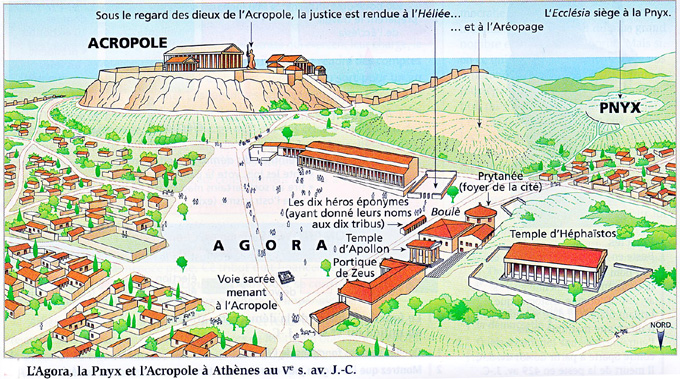 Sous le regard des dieux de l'Acropole, la justice est rendue à l'Héliée…
… et à l'Aréopage
L'Ecclésia siège à la Pnyx.
ACROPOLE
PNYX
Prytanée
(foyer de la cité)
Les dix héros éponymes
(ayant donné leurs noms
aux dix tribus)
Boulè
AGORA
Temple
d'Apollon
Temple d'Héphaïstos
Portique
de Zeus
Voie sacrée
menant
à l'Acropole
NORD
L'Agora, la Pnyx et l'Acropole à Athènes au Ve s. av. J.-C.